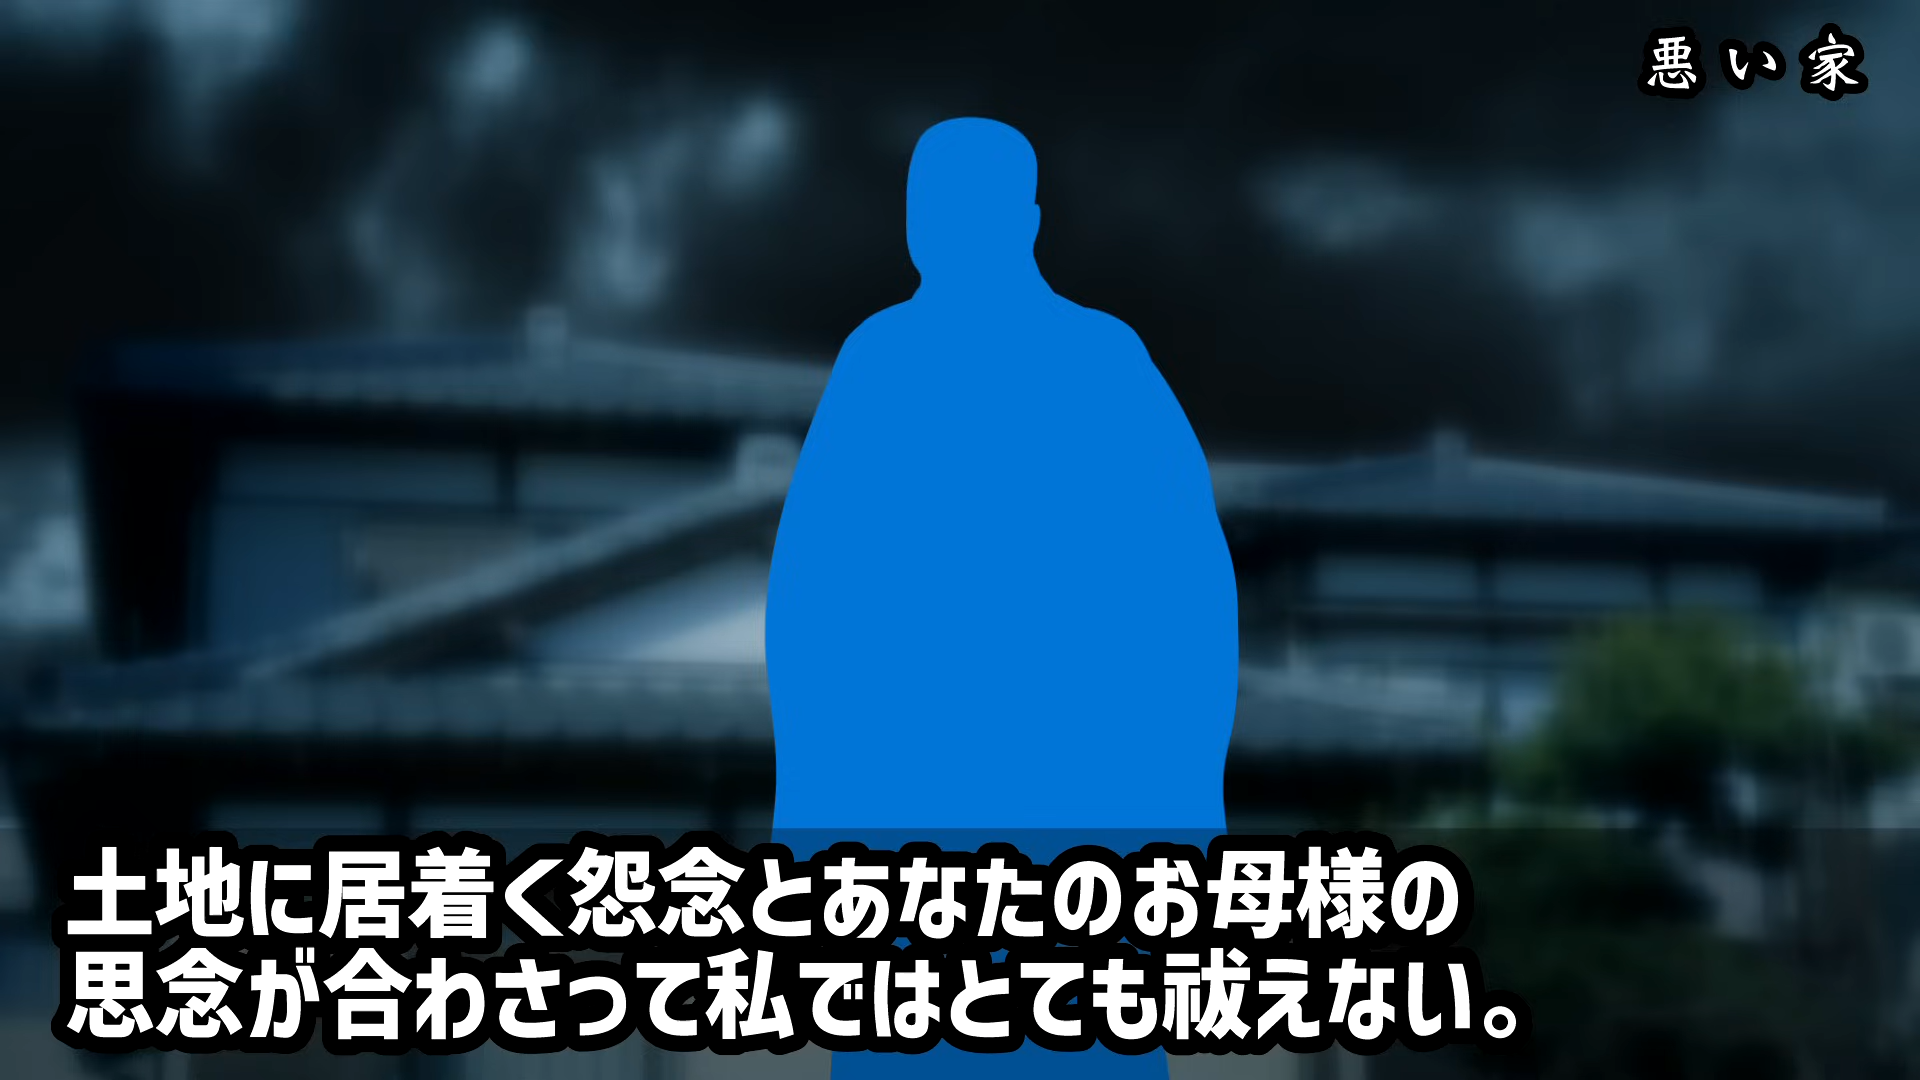 悪い家
土地に居着く怨念とあなたのお母様の
思念が合わさって私ではとても祓えない。